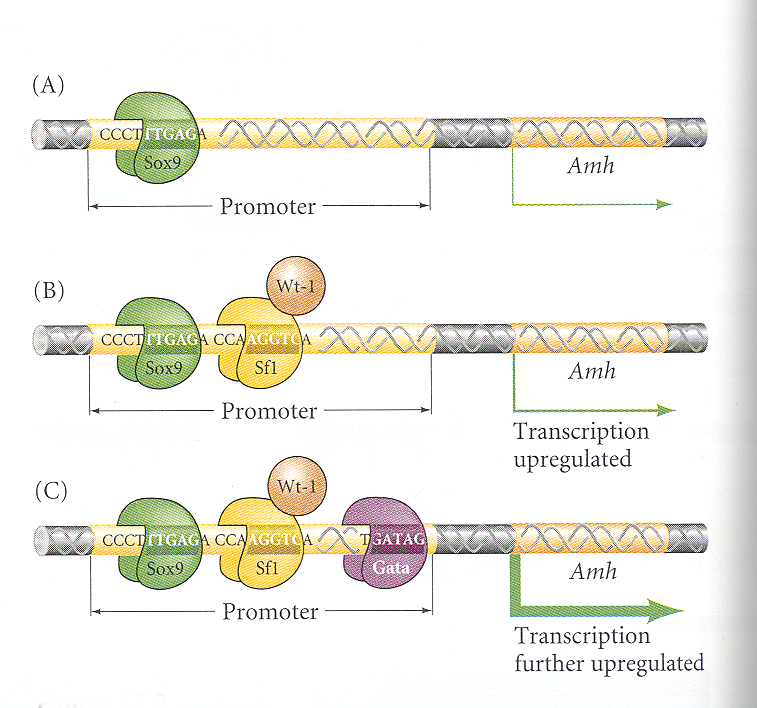 (A)
CCCTTTGAGA
Sox9
Amh
Promoter
(B)
Wt-1
CCCTTTGAGA CCAAGGTCA
Sox9
Sf1
Amh
Promoter
Transcription
upregulated
(C)
Wt-1
CCCTTTGAGA CCAAGGTCA TGATAG
Sox9
Sf1
Gata
Amh
Promoter
Transcription
further upregulated